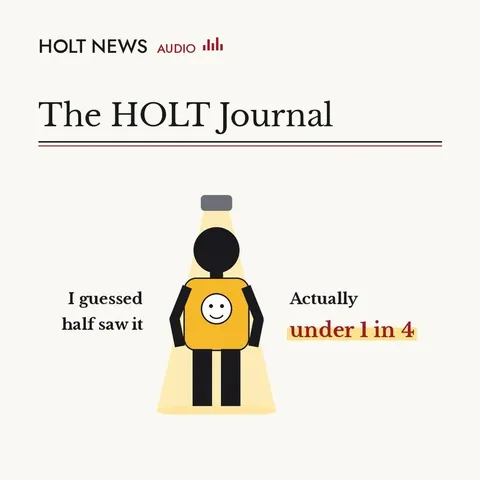 HOLT NEWS AUDIO
The HOLT Journal
I guessed
half saw it
Actually
under 1 in 4